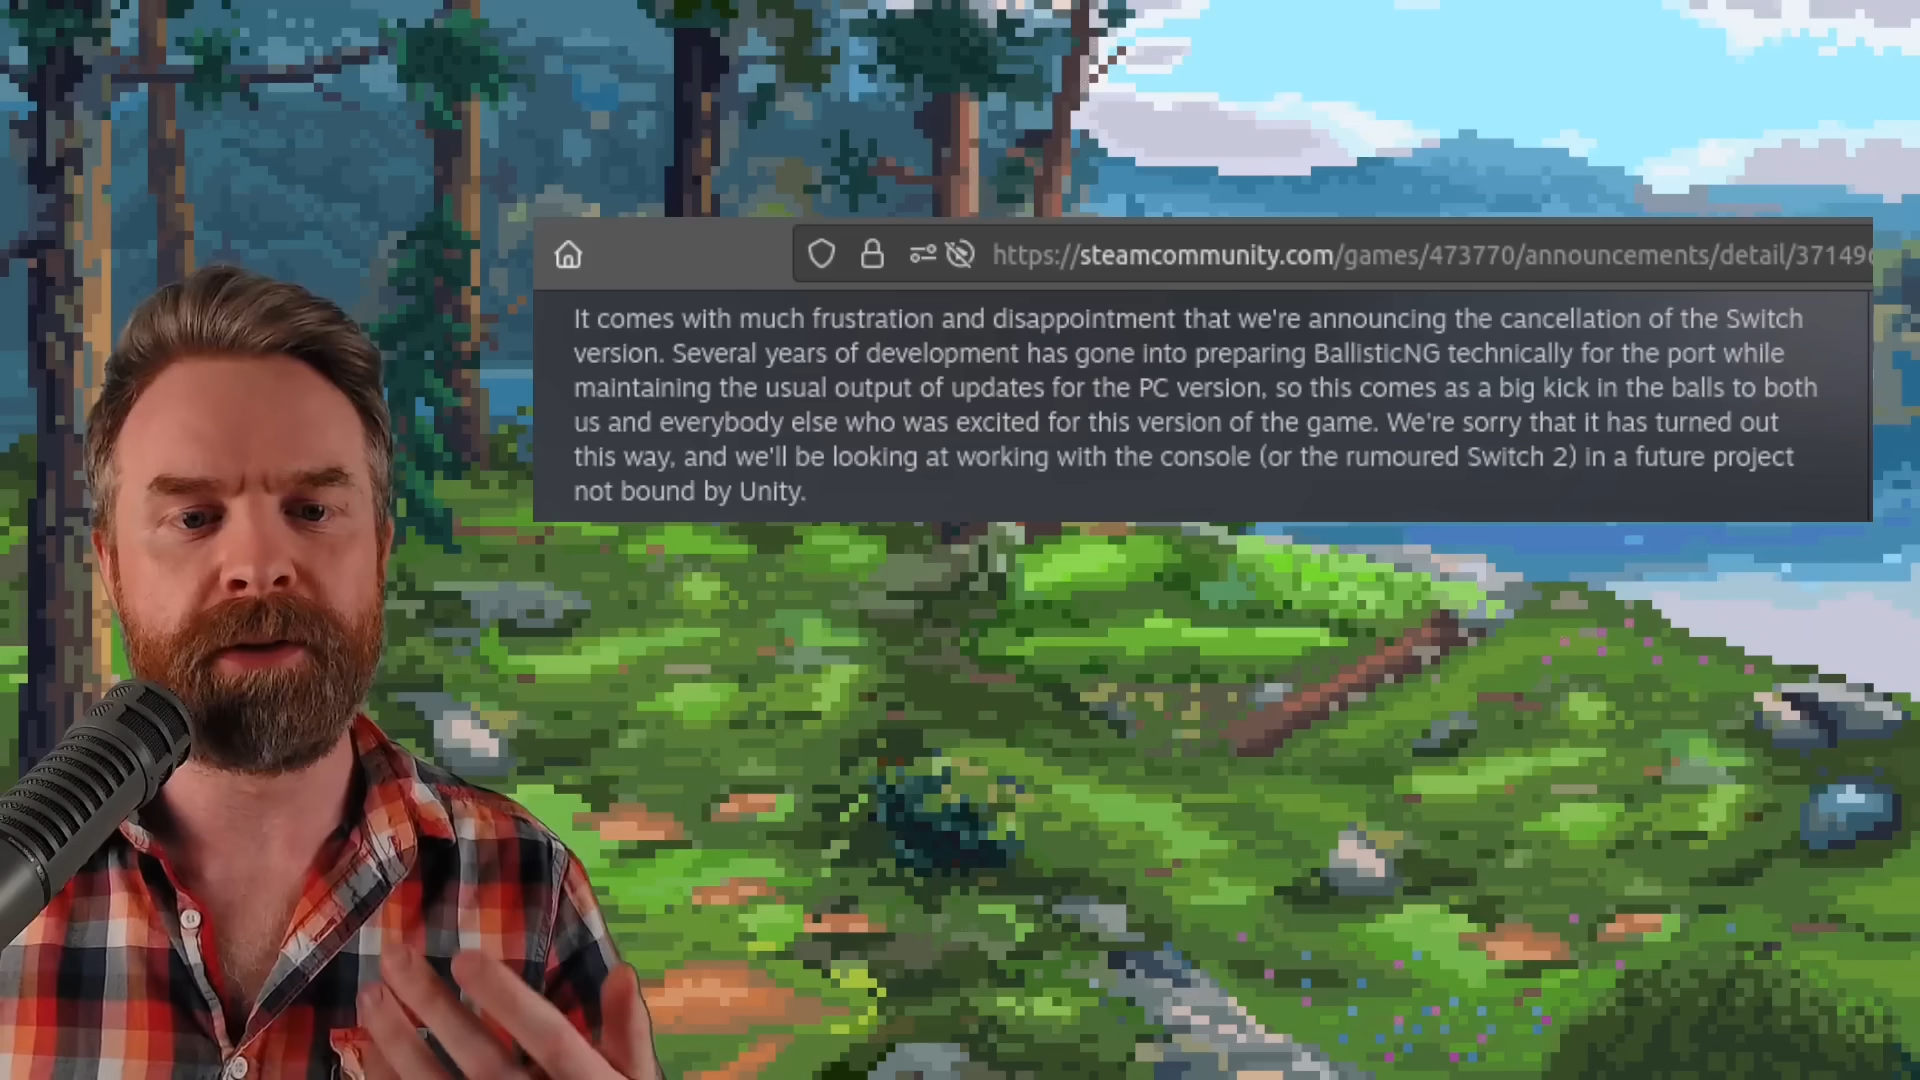 https://steamcommunity.com/games/473770/announcements/detail/37149
It comes with much frustration and disappointment that we're announcing the cancellation of the Switch
version. Several years of development has gone into preparing BallisticNG technically for the port while
maintaining the usual output of updates for the PC version, so this comes as a big kick in the balls to both
us and everybody else who was excited for this version of the game. We're sorry that it has turned out
this way, and we'll be looking at working with the console (or the rumoured Switch 2) in a future project
not bound by Unity.